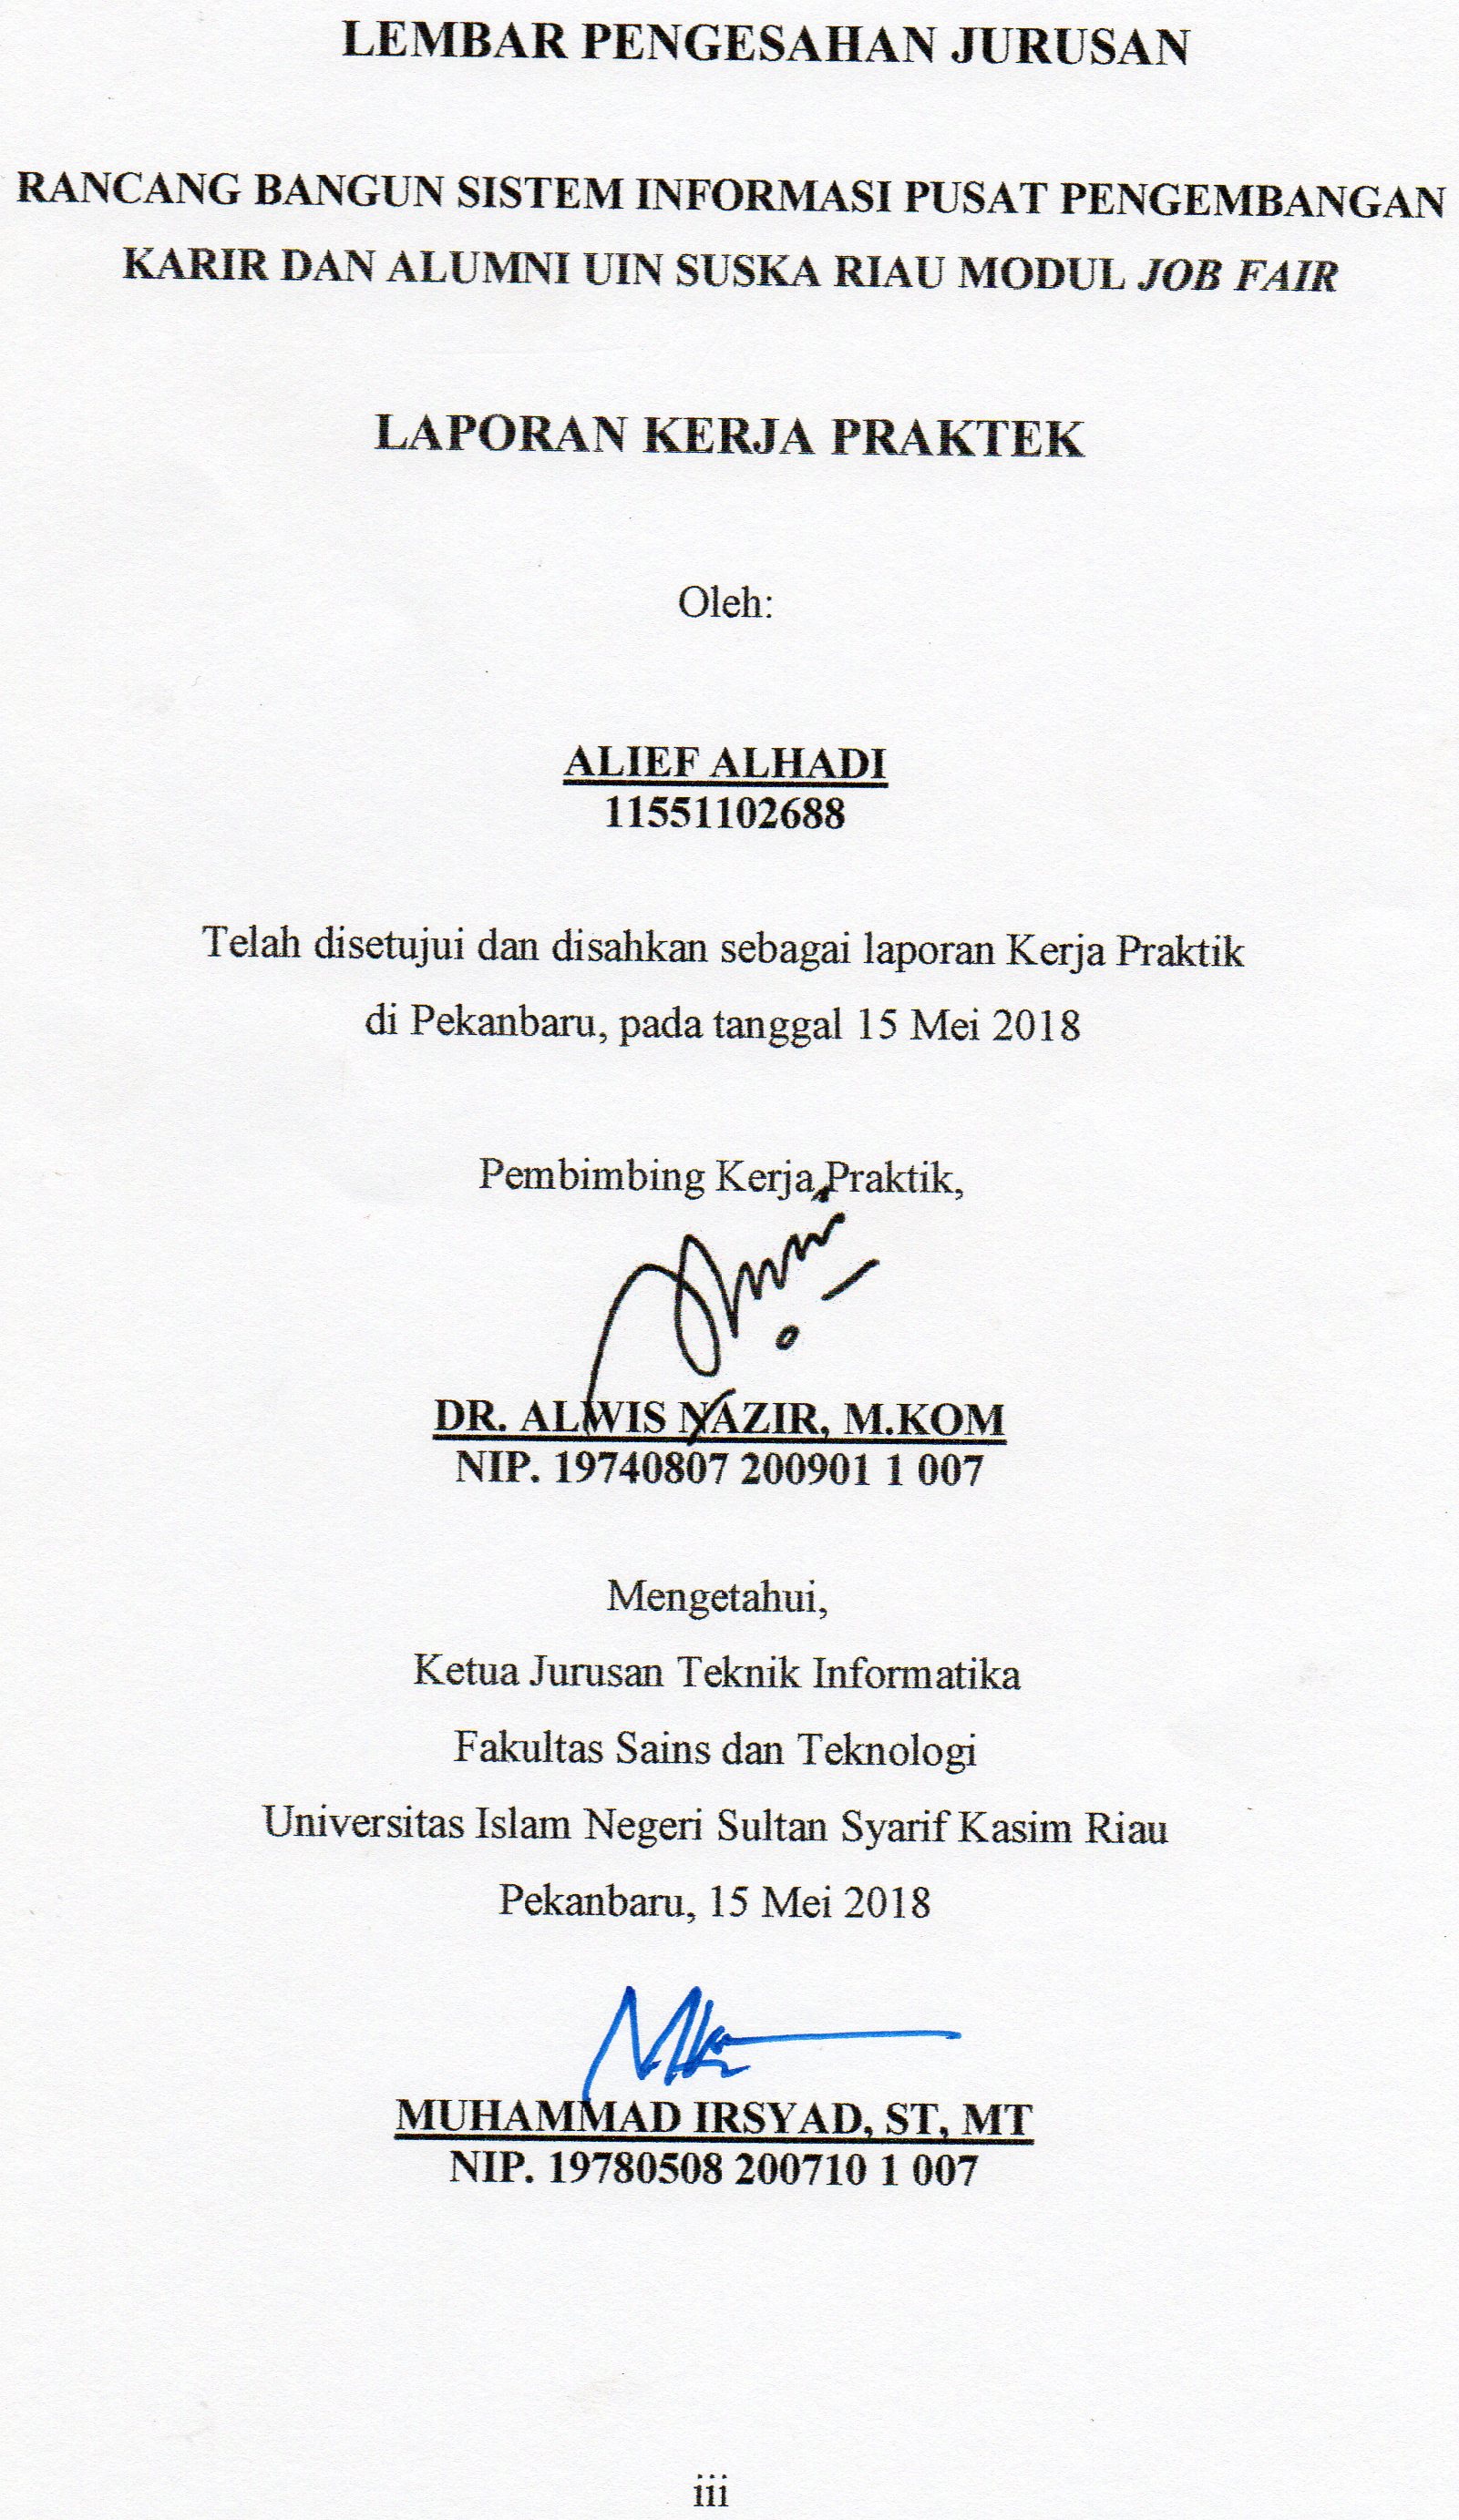 LEMBAR PENGESAHAN JURUSAN
RANCANG BANGUN SISTEM INFORMASI PUSAT PENGEMBANGAN
KARIR DAN ALUMNI UIN SUSKA RIAU MODUL JOB FAIR
LAPORAN KERJA PRAKTEK
Oleh:
ALIEF ALHADI
11551102688
Telah disetujui dan disahkan sebagai laporan Kerja Praktik
di Pekanbaru, pada tanggal 15 Mei 2018
Pembimbing Kerja Praktik,
DR. ALWIS NAZIR, M.KOM
NIP. 19740807 200901 1 007
Mengetahui,
Ketua Jurusan Teknik Informatika
Fakultas Sains dan Teknologi
Universitas Islam Negeri Sultan Syarif Kasim Riau
Pekanbaru, 15 Mei 2018
MUHAMMAD IRSYAD, ST, MT
NIP. 19780508 200710 1 007
iii